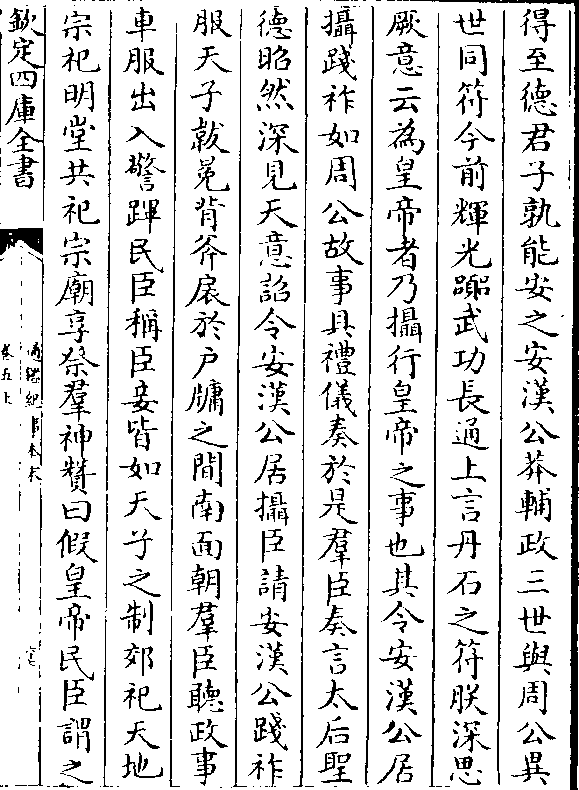 得至德君子孰能安之安漢公莽輔政三世與周公異
世同符今前輝光嚻武功長通上言丹石之符朕深思
厥意云為皇帝者乃攝行皇帝之事也其令安漢公居
攝踐祚如周公故事具禮儀奏於是羣臣奏言太后聖
德昭然深見天意詔令安漢公居攝臣請安漢公踐祚
服天子韍冕背斧扆於户牖之間南面朝羣臣聽政事
車服出入警蹕民臣稱臣妾皆如天子之制郊祀天地
宗祀明堂共祀宗廟享祭羣神贊曰假皇帝民臣謂之
欽定四庫全書
通鑑紀事本末
卷五上